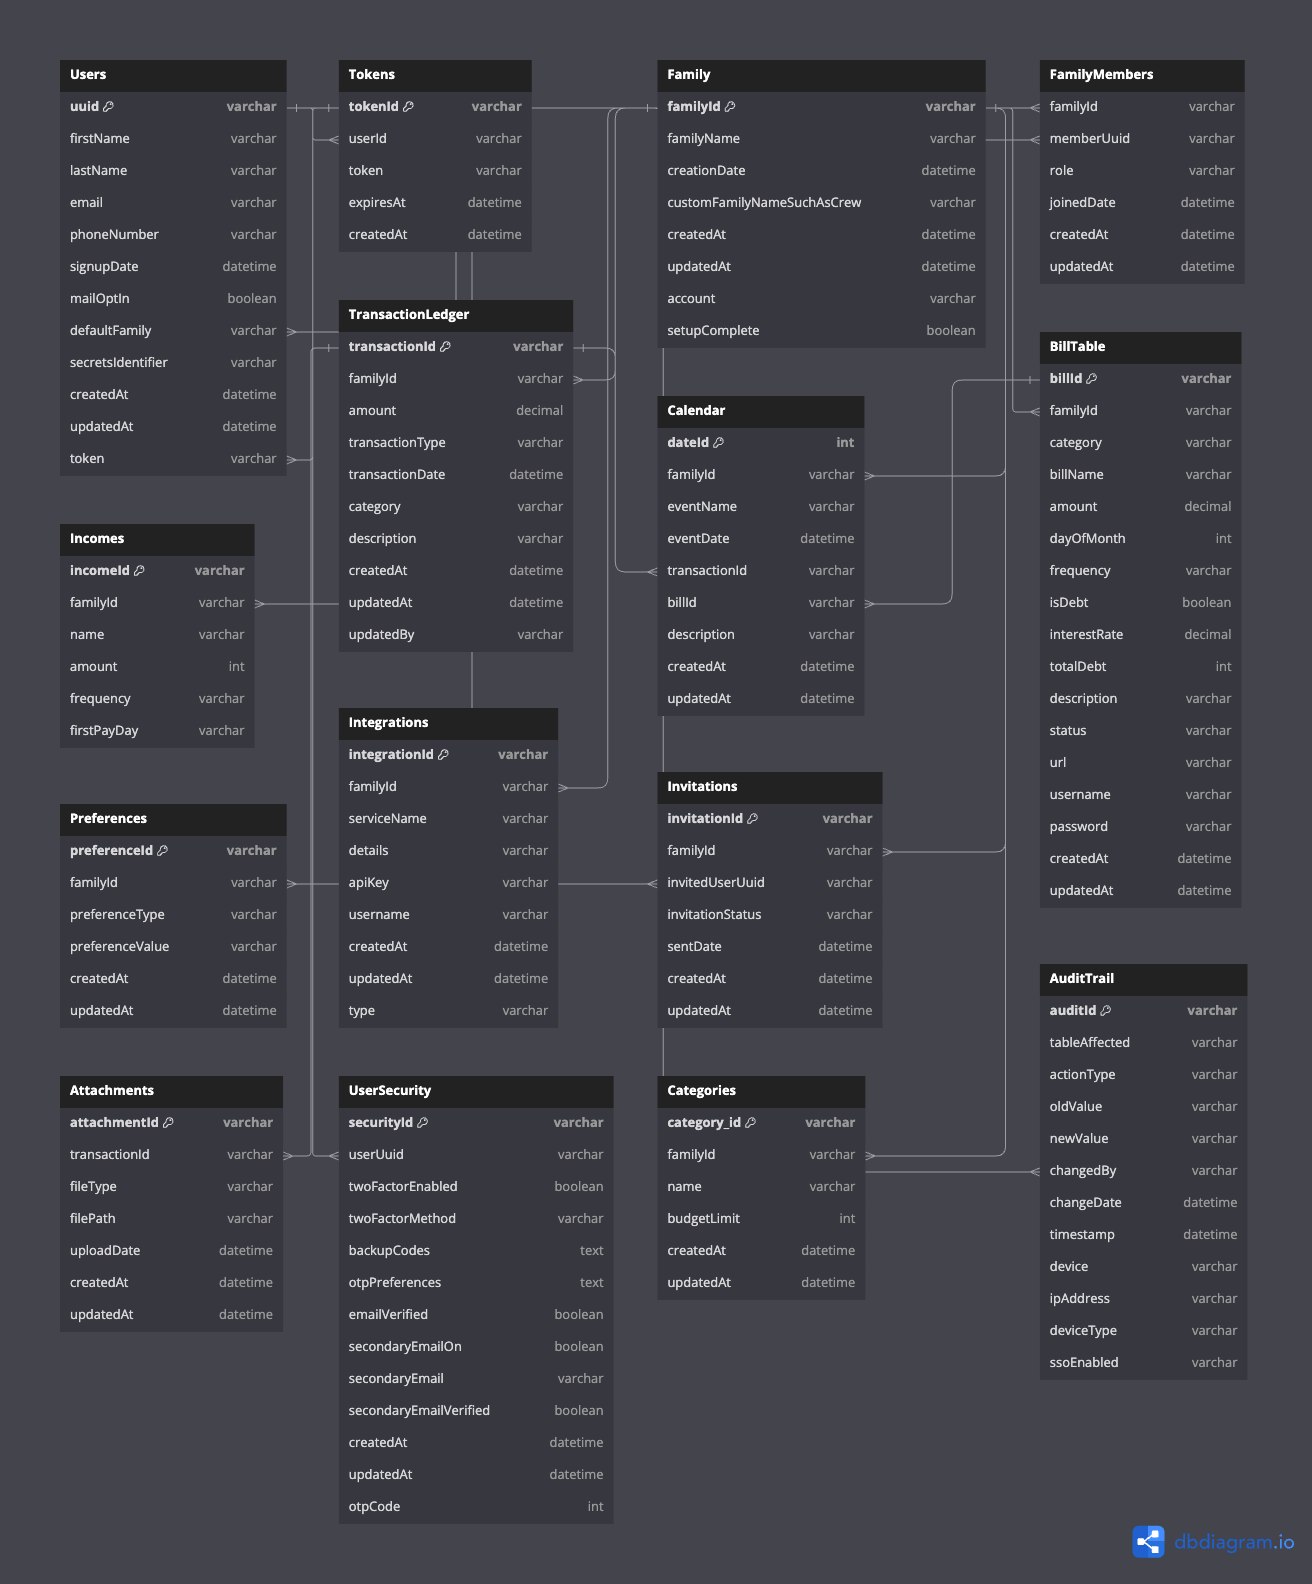 Users
uuid varchar
firstName varchar
lastName varchar
email varchar
phoneNumber varchar
signupDate datetime
mailOptIn boolean
defaultFamily varchar
secretsIdentifier varchar
createdAt datetime
updatedAt datetime
token varchar
Tokens
tokenId varchar
userId varchar
token varchar
expiresAt datetime
createdAt datetime
Family
familyId varchar
familyName varchar
creationDate datetime
customFamilyNameSuchAsCrew varchar
createdAt datetime
updatedAt datetime
account varchar
setupComplete boolean
FamilyMembers
familyId varchar
memberUuid varchar
role varchar
joinedDate datetime
createdAt datetime
updatedAt datetime
TransactionLedger
transactionId varchar
familyId varchar
amount decimal
transactionType varchar
transactionDate datetime
category varchar
description varchar
createdAt datetime
updatedAt datetime
updatedBy varchar
BillTable
billId varchar
familyId varchar
category varchar
billName varchar
amount decimal
dayOfMonth int
frequency varchar
isDebt boolean
interestRate decimal
totalDebt int
description varchar
status varchar
url varchar
username varchar
password varchar
createdAt datetime
updatedAt datetime
Calendar
dateId int
familyId varchar
eventName varchar
eventDate datetime
transactionId varchar
billId varchar
description varchar
createdAt datetime
updatedAt datetime
Incomes
incomeId varchar
familyId varchar
name varchar
amount int
frequency varchar
firstPayDay varchar
Integrations
integrationId varchar
familyId varchar
serviceName varchar
details varchar
apiKey varchar
username varchar
createdAt datetime
updatedAt datetime
type varchar
Invitations
invitationId varchar
familyId varchar
invitedUserUuid varchar
invitationStatus varchar
sentDate datetime
createdAt datetime
updatedAt datetime
Preferences
preferenceId varchar
familyId varchar
preferenceType varchar
preferenceValue varchar
createdAt datetime
updatedAt datetime
AuditTrail
auditId varchar
tableAffected varchar
actionType varchar
oldValue varchar
newValue varchar
changedBy varchar
changeDate datetime
timestamp datetime
device varchar
ipAddress varchar
deviceType varchar
ssoEnabled varchar
Attachments
attachmentId varchar
transactionId varchar
fileType varchar
filePath varchar
uploadDate datetime
createdAt datetime
updatedAt datetime
UserSecurity
securityId varchar
userUuid varchar
twoFactorEnabled boolean
twoFactorMethod varchar
backupCodes text
otpPreferences text
emailVerified boolean
secondaryEmailOn boolean
secondaryEmail varchar
secondaryEmailVerified boolean
createdAt datetime
updatedAt datetime
otpCode int
Categories
category_id varchar
familyId varchar
name varchar
budgetLimit int
createdAt datetime
updatedAt datetime
dbdiagram.io